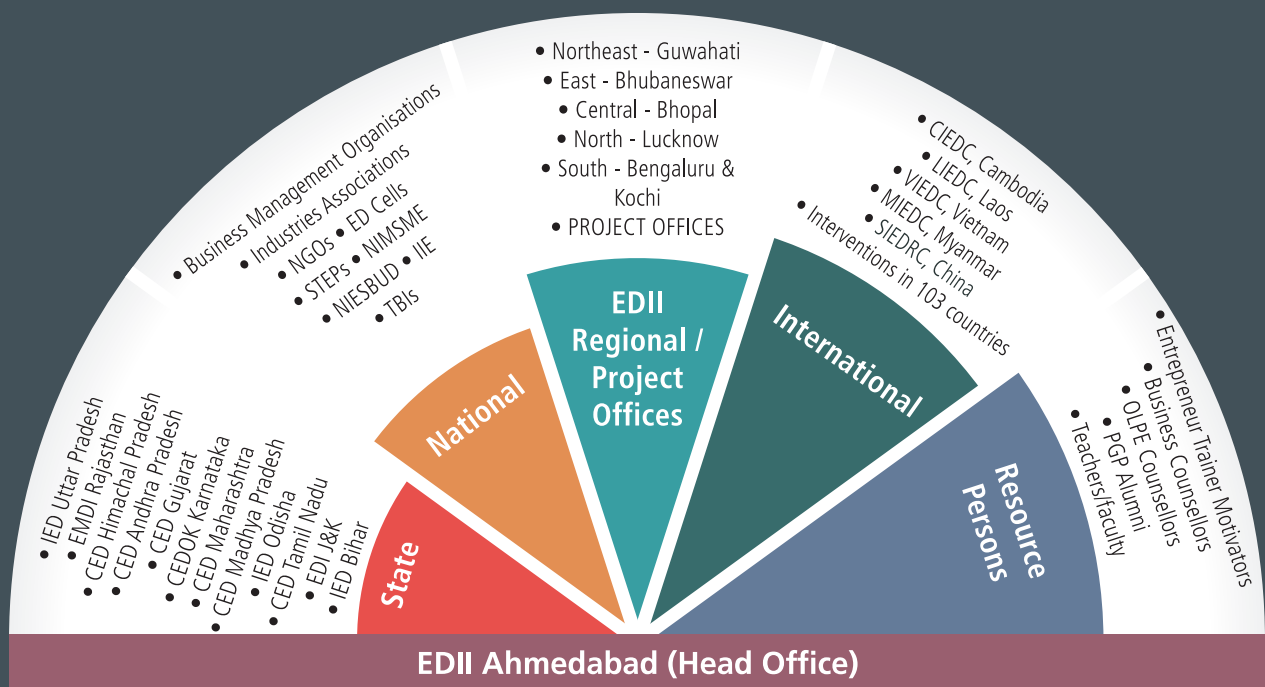 • IED Uttar Pradesh
• EMDI Rajasthan
• CED Himachal Pradesh
• CED Andhra Pradesh
• CED Gujarat
• CEDOK Karnataka
• CED Maharashtra
• CED Madhya Pradesh
• IED Odisha
• CED Tamil Nadu
• EDI J&K
• IED Bihar
State
• Business Management Organisations
• Industries Associations
• NGOs • ED Cells
• STEPs • NIMSME
• NIESBUD • IIE
• TBIs
National
• Northeast - Guwahati
• East - Bhubaneswar
• Central - Bhopal
• North - Lucknow
• South - Bengaluru &
Kochi
• PROJECT OFFICES
EDII
Regional /
Project
Offices
• CIEDC, Cambodia
• LIEDC, Laos
• VIEDC, Vietnam
• MIEDC, Myanmar
• SIEDRC, China
• Interventions in 103 countries
International
• Entrepreneur Trainer Motivators
• Business Counsellors
• OLPE Counsellors
• PGP Alumni
• Teachers/faculty
Resource
Persons
EDII Ahmedabad (Head Office)